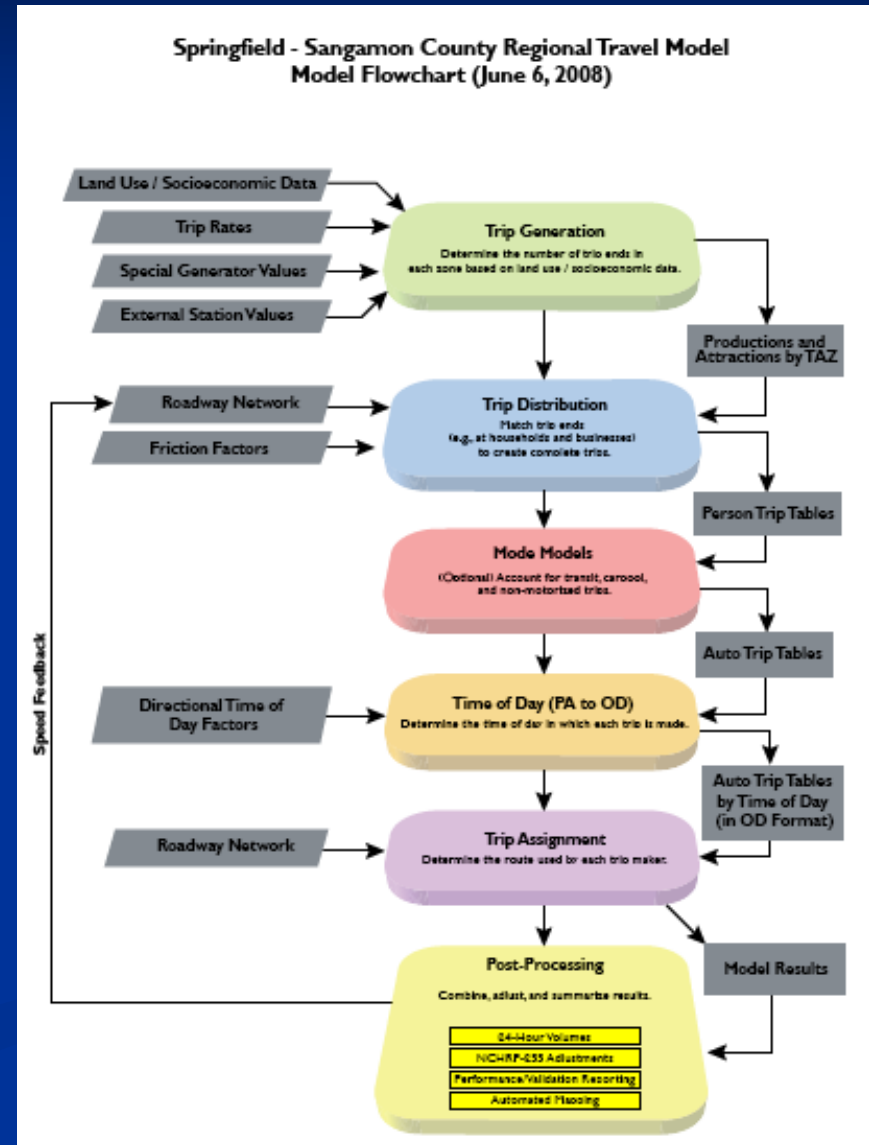 Springfield - Sangamon County Regional Travel Model
Model Flowchart (June 6, 2008)
Land Use / Socioeconomic Data
Trip Rates
Special Generator Values
External Station Values
Trip Generation
Determine the number of trip ends in
each zone based on land use / socioeconomic data.
Productions and
Attractions by TAZ
Roadway Network
Friction Factors
Trip Distribution
Match trip ends
(e.g., at households and businesses)
to create complete trips.
Person Trip Tables
Mode Models
(Optional) Account for transit, carpool,
and non-motorized trips.
Auto Trip Tables
Speed Feedback
Directional Time of
Day Factors
Time of Day (PA to OD)
Determine the time of day in which each trip is made.
Auto Trip Tables
by Time of Day
(in OD Format)
Roadway Network
Trip Assignment
Determine the route used by each trip maker.
Model Results
Post-Processing
Combine, adjust, and summarize results.
24-Hour Volumes
NCHRP-255 Adjustments
Performance/Validation Reporting
Automated Mapping